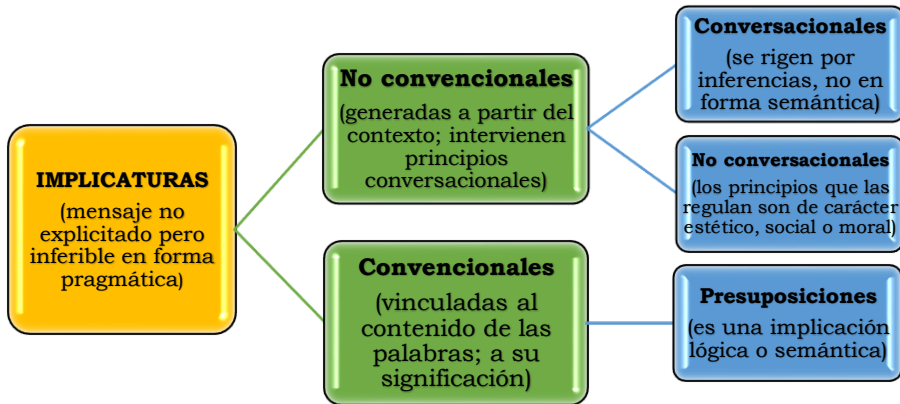 IMPLICATURAS
(mensaje no
explicitado pero
inferible en forma
pragmática)
No convencionales
(generadas a partir del
contexto; intervienen
principios
conversacionales)
Convencionales
(vinculadas al
contenido de las
palabras; a su
significación)
Conversacionales
(se rigen por
inferencias, no en
forma semántica)
No conversacionales
(los principios que las
regulan son de carácter
estético, social o moral)
Presuposiciones
(es una implicación
lógica o semántica)